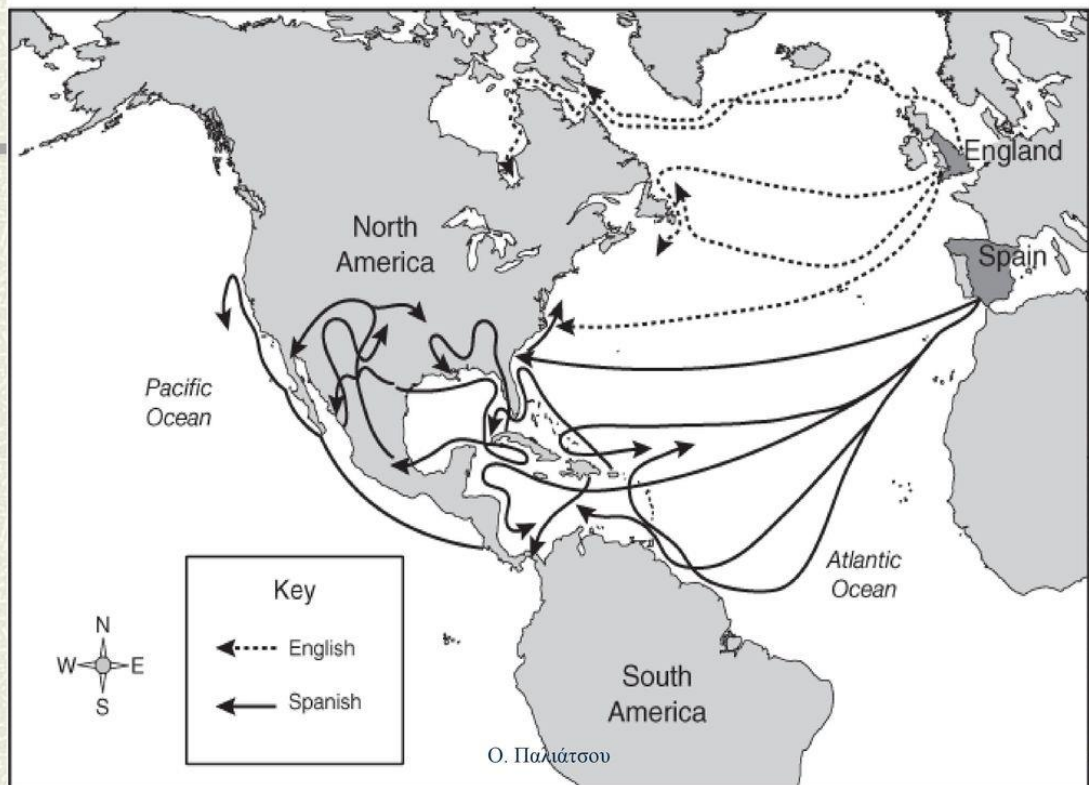 England
North
America
Spain
Pacific
Ocean
Atlantic
Ocean
Key
English
Spanish
N
W
E
S
South
America
Ο. Παλιάτσου